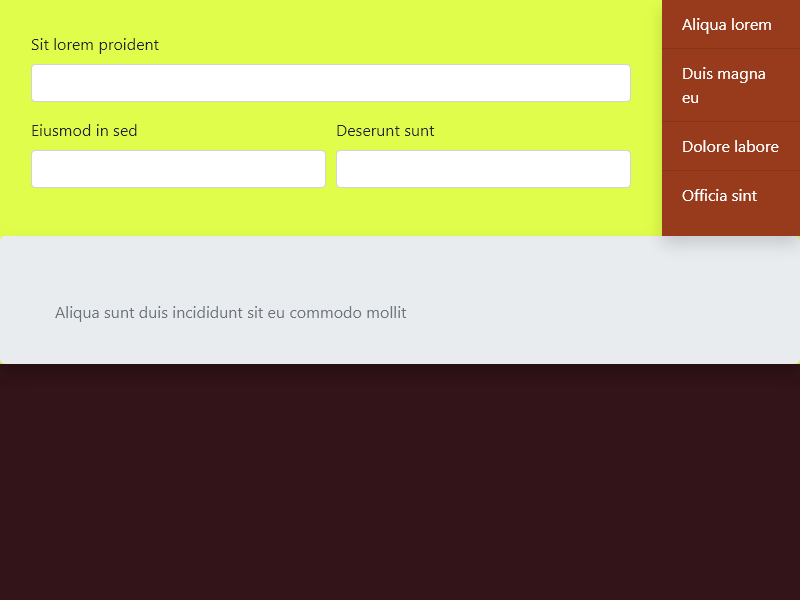 Sit lorem proident
Eiusmod in sed
Deserunt sunt
Aliqua lorem
Duis magna
eu
Dolore labore
Officia sint
Aliqua sunt duis incididunt sit eu commodo mollit